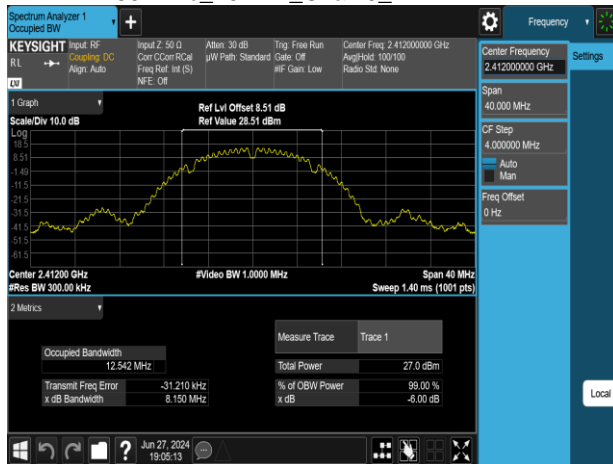 Spectrum Analyzer 1
Occupied BW
Frequency
KEYSIGHT
RL
LXI
Input: RF
Coupling: DC
Align: Auto
Input Z: 50 Ω
Corr CCorr RCal
Freq Ref: Int (S)
NFE: Off
Atten: 30 dB
µW Path: Standard
Trig: Free Run
Gate: Off
#IF Gain: Low
Center Freq: 2.412000000 GHz
Avg|Hold: 100/100
Radio Std: None
Center Frequency
2.412000000 GHz
Settings
Span
40.000 MHz
CF Step
4.000000 MHz
Auto
Man
Freq Offset
0 Hz
Local
1 Graph
Scale/Div 10.0 dB
Ref Lvl Offset 8.51 dB
Ref Value 28.51 dBm
Log
18.5
8.51
-1.49
-11.5
-21.5
-31.5
-41.5
-51.5
-61.5
Center 2.41200 GHz
#Res BW 300.00 kHz
#Video BW 1.0000 MHz
Span 40 MHz
Sweep 1.40 ms (1001 pts)
2 Metrics
Measure Trace Trace 1
Occupied Bandwidth
12.542 MHz
Total Power 27.0 dBm
Transmit Freq Error -31.210 kHz
% of OBW Power 99.00 %
x dB Bandwidth 8.150 MHz
x dB -6.00 dB
Jun 27, 2024
19:05:13